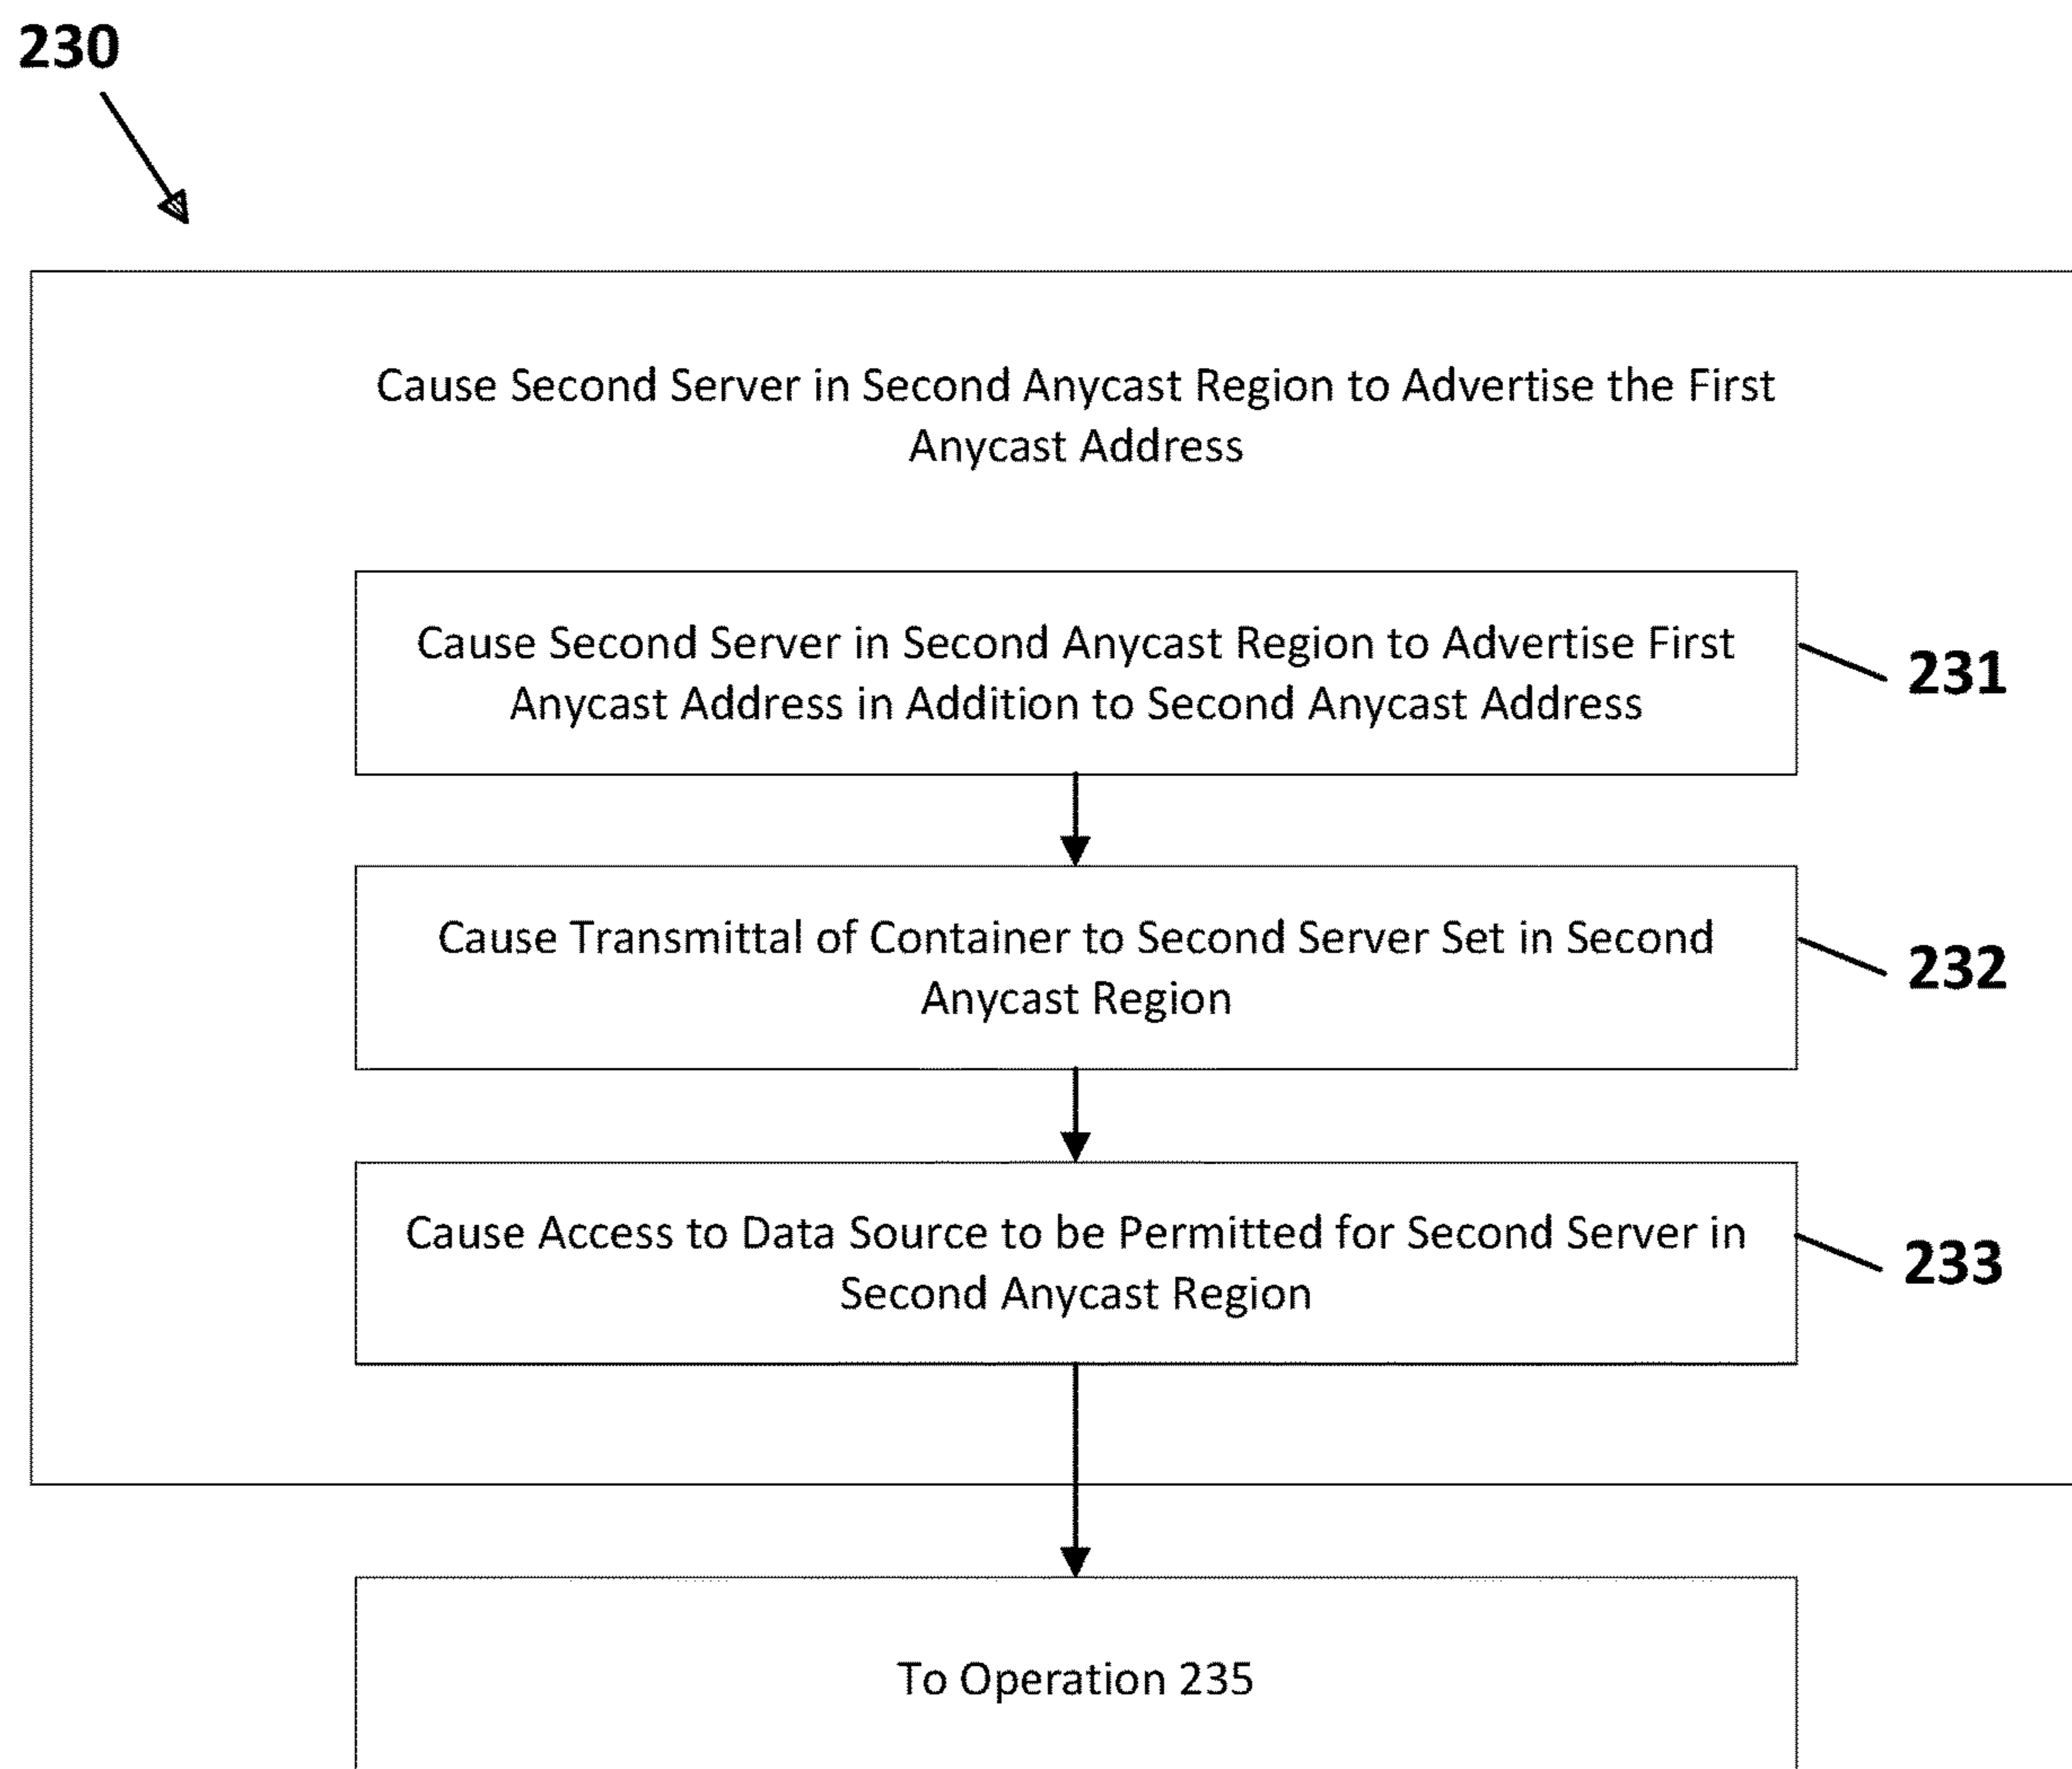 230
Cause Second Server in Second Anycast Region to Advertise the First
Anycast Address
Cause Second Server in Second Anycast Region to Advertise First
Anycast Address in Addition to Second Anycast Address
231
Cause Transmittal of Container to Second Server Set in Second
Anycast Region
232
Cause Access to Data Source to be Permitted for Second Server in
Second Anycast Region
233
To Operation 235